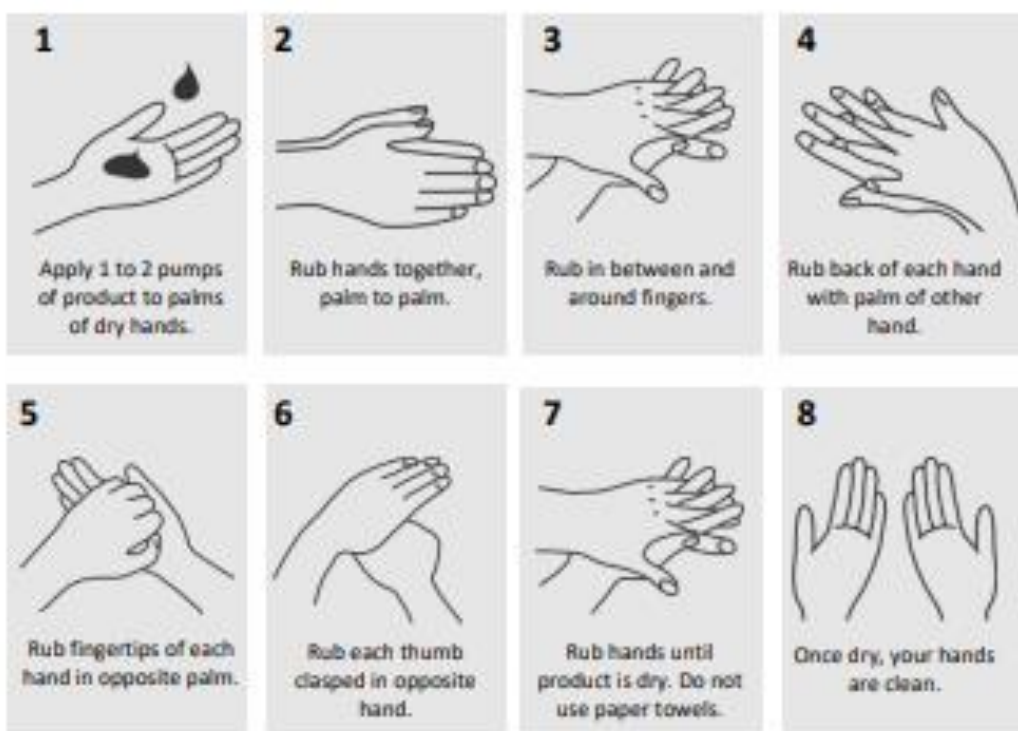 1
Apply 1 to 2 pumps
of product to palms
of dry hands.
2
Rub hands together,
palm to palm.
3
Rub in between and
around fingers.
4
Rub back of each hand
with palm of other
hand.
5
Rub fingertips of each
hand in opposite palm.
6
Rub each thumb
clasped in opposite
hand.
7
Rub hands until
product is dry. Do not
use paper towels.
8
Once dry, your hands
are clean.